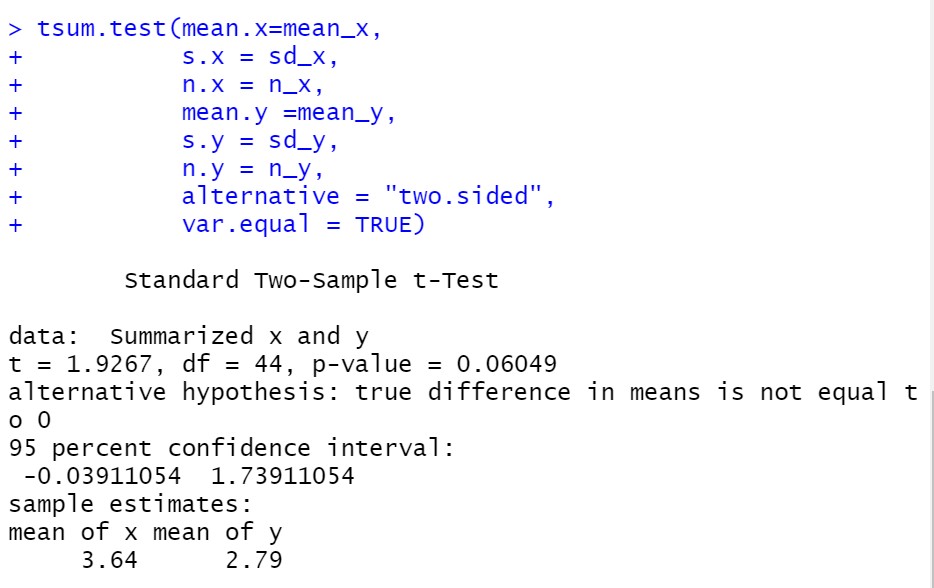 > tsum.test(mean.x=mean_x,
+           s.x = sd_x,
+           n.x = n_x,
+           mean.y =mean_y,
+           s.y = sd_y,
+           n.y = n_y,
+           alternative = "two.sided",
+           var.equal = TRUE)
        Standard Two-Sample t-Test
data:  Summarized x and y
t = 1.9267, df = 44, p-value = 0.06049
alternative hypothesis: true difference in means is not equal t
o 0
95 percent confidence interval:
 -0.03911054  1.73911054
sample estimates:
mean of x mean of y
     3.64      2.79